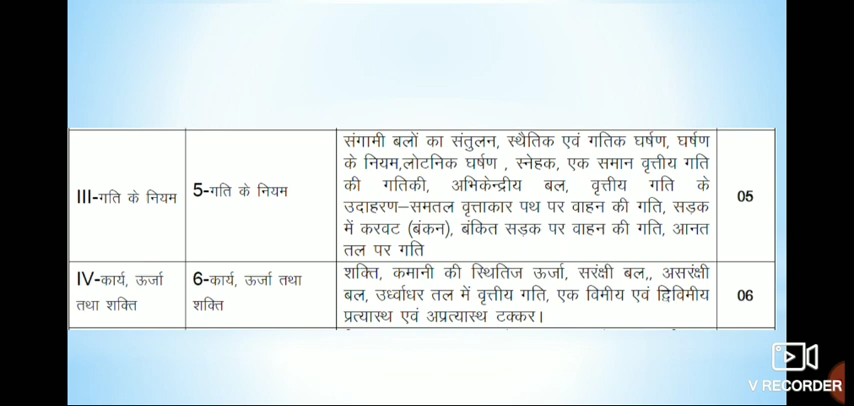 III-गति के नियम
5-गति के नियम
संगामी बलों का संतुलन, स्थैतिक एवं गतिक घर्षण, घर्षण
के नियम,लोटनिक घर्षण , स्नेहक, एक समान वृत्तीय गति
की गतिकी, अभिकेन्द्रीय बल, वृत्तीय गति के
उदाहरण–समतल वृत्ताकार पथ पर वाहन की गति, सड़क
में करवट (बंकन), बंकित सड़क पर वाहन की गति, आनत
तल पर गति
05
IV-कार्य, ऊर्जा
तथा शक्ति
6-कार्य, ऊर्जा तथा
शक्ति
शक्ति, कमानी की स्थितिज ऊर्जा, सरंक्षी बल,, असरंक्षी
बल, उर्ध्वाधर तल में वृत्तीय गति, एक विमीय एवं द्विविमीय
प्रत्यास्थ एवं अप्रत्यास्थ टक्कर।
06
V RECORDER